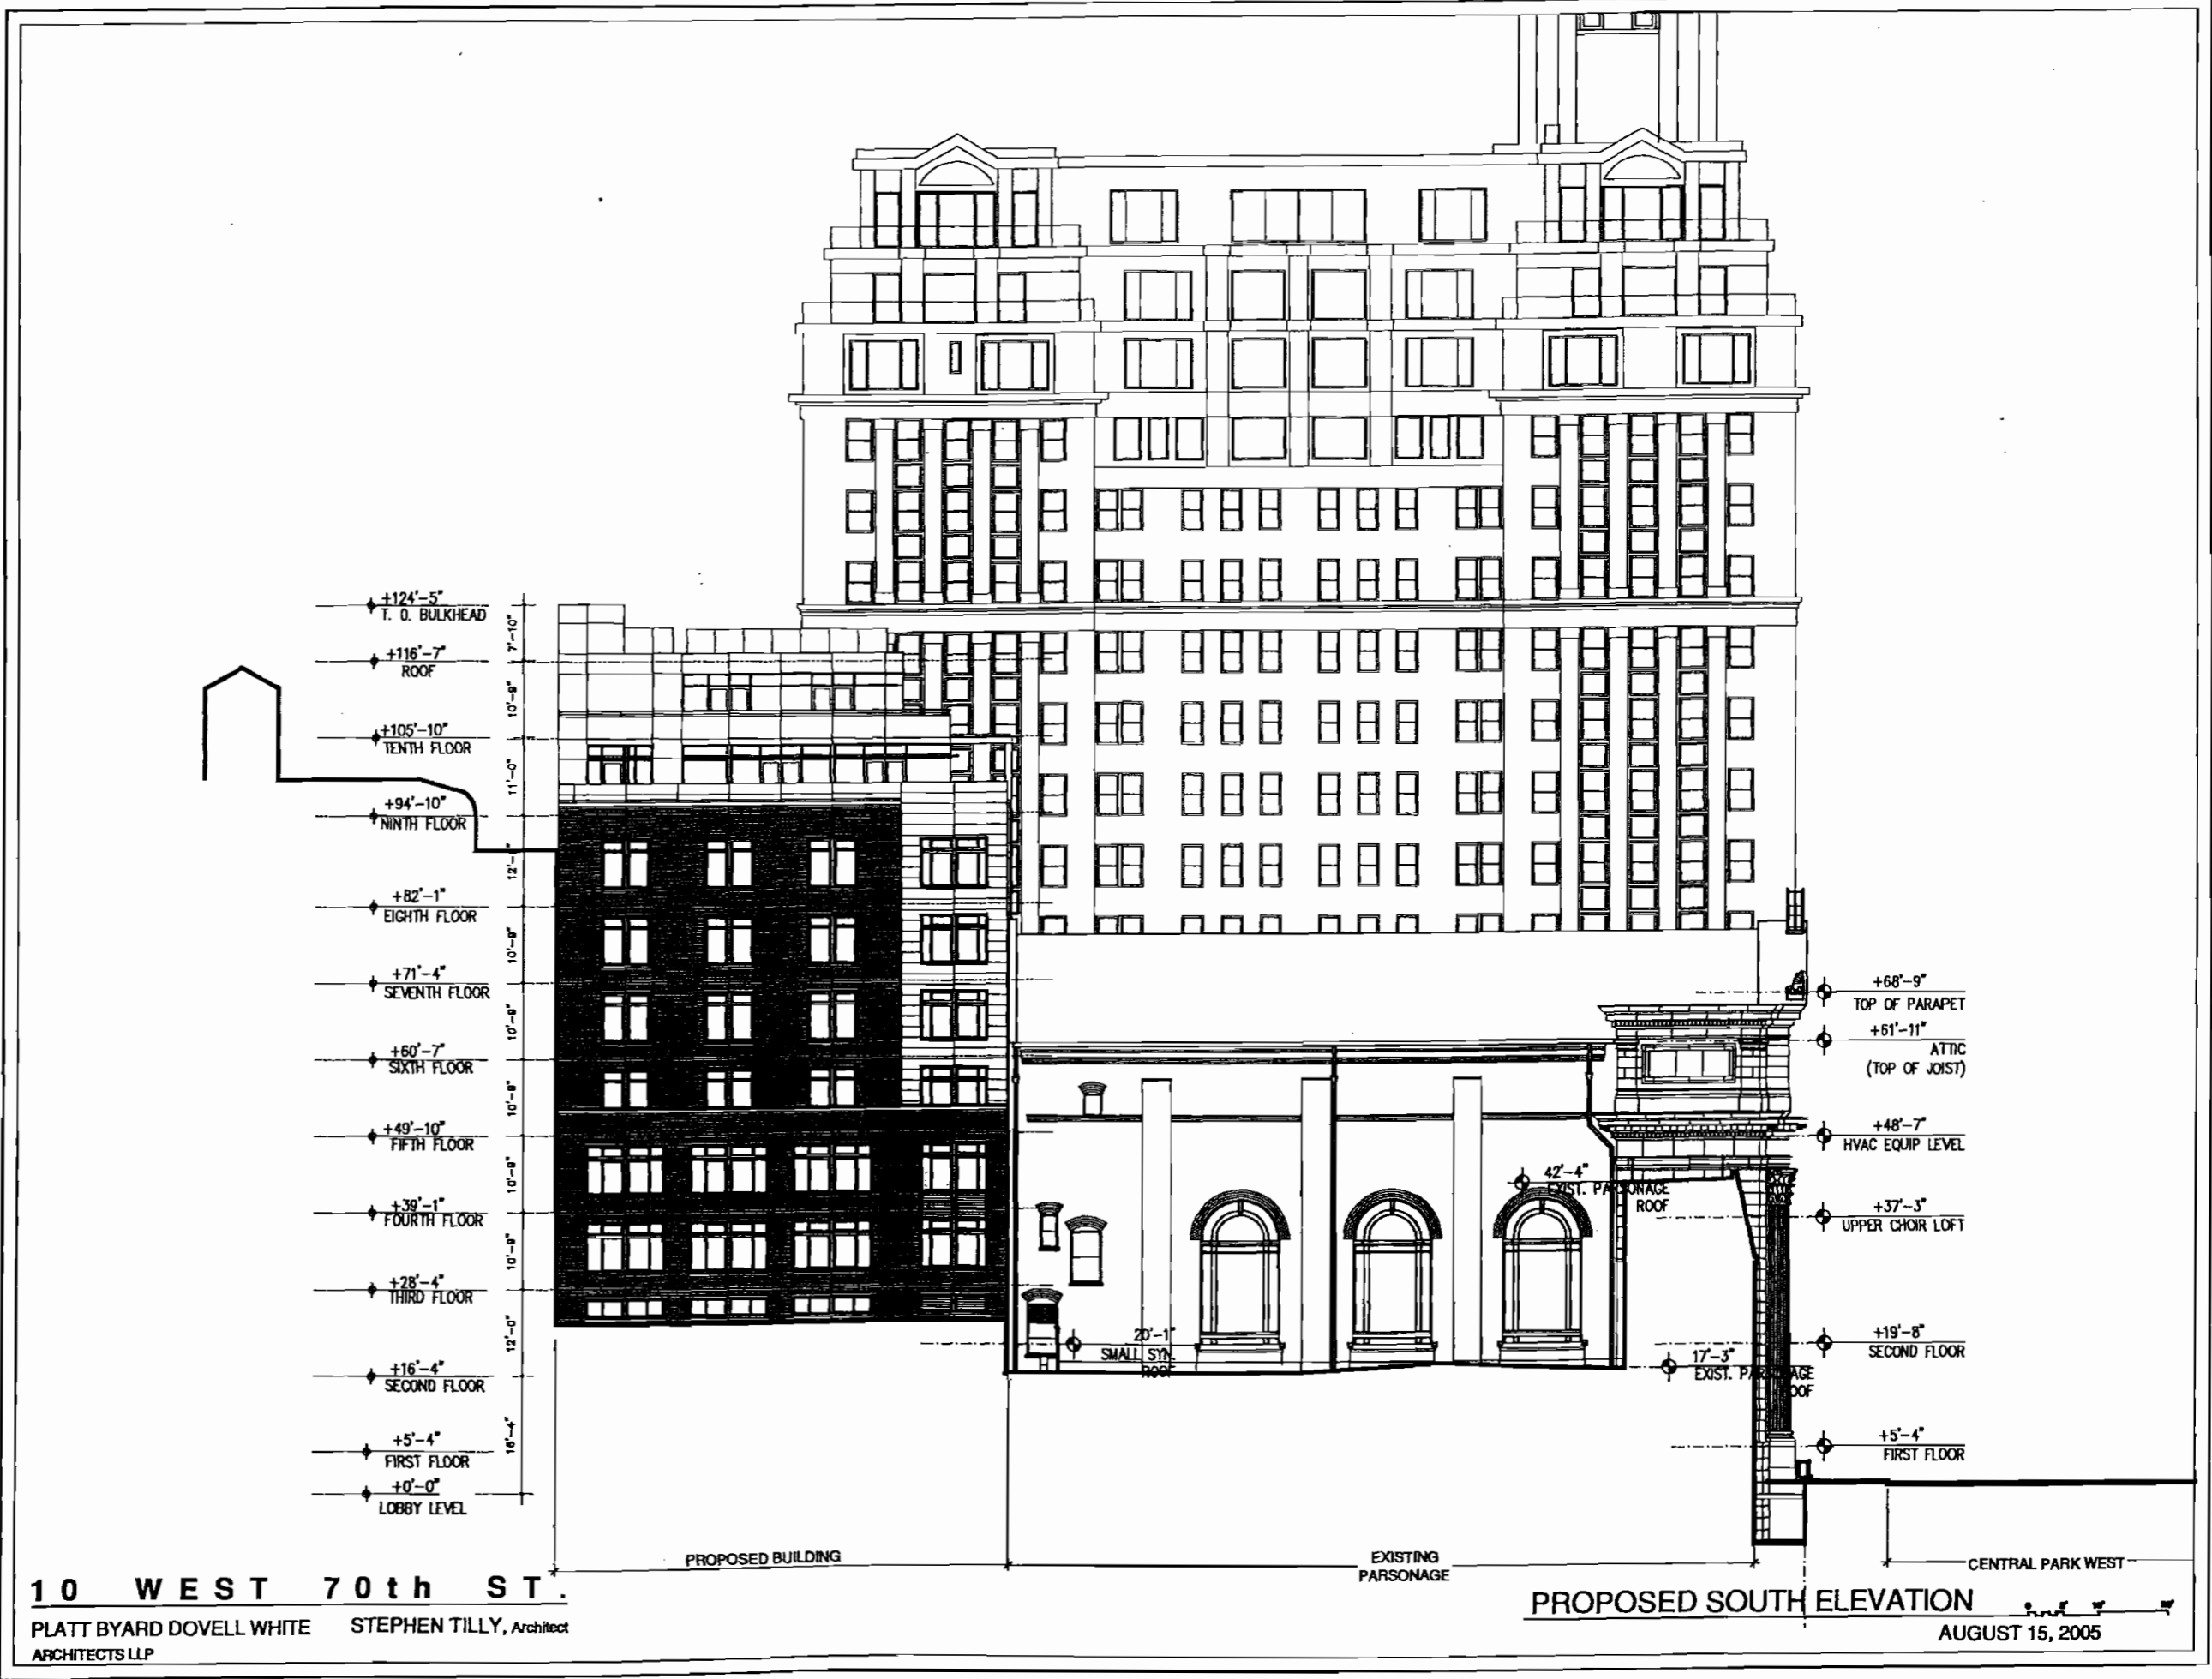 +124'-5"
T. O. BULKHEAD
7'-10"
+116'-7"
ROOF
10'-9"
+105'-10"
TENTH FLOOR
11'-0"
+94'-10"
NINTH FLOOR
+82'-1"
EIGHTH FLOOR
10'-9"
+71'-4"
SEVENTH FLOOR
10'-9"
+60'-7"
SIXTH FLOOR
10'-9"
+49'-10"
FIFTH FLOOR
10'-9"
+39'-1"
FOURTH FLOOR
10'-9"
+28'-4"
THIRD FLOOR
12'-0"
+16'-4"
SECOND FLOOR
16'-4"
+5'-4"
FIRST FLOOR
+0'-0"
LOBBY LEVEL
42'-4"
EXIST. PARSONAGE
ROOF
20'-1"
SMALL SYN.
ROOF
17'-3"
EXIST. PARSONAGE
ROOF
+68'-9"
TOP OF PARAPET
+61'-11"
ATTIC
(TOP OF JOIST)
+48'-7"
HVAC EQUIP LEVEL
+37'-3"
UPPER CHOIR LOFT
+19'-8"
SECOND FLOOR
+5'-4"
FIRST FLOOR
PROPOSED BUILDING
EXISTING
PARSONAGE
CENTRAL PARK WEST
10 WEST 70th ST.
PLATT BYARD DOVELL WHITE STEPHEN TILLY, Architect
ARCHITECTS LLP
PROPOSED SOUTH ELEVATION
AUGUST 15, 2005